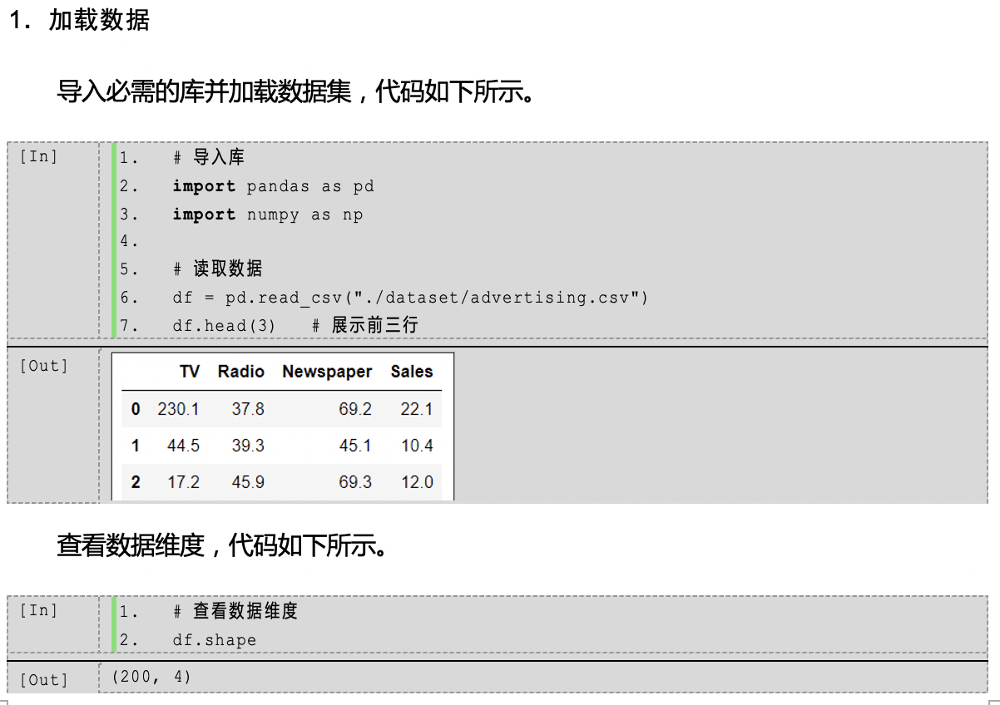 1. 加载数据
导入必需的库并加载数据集，代码如下所示。
[In] 1. # 导入库
2. import pandas as pd
3. import numpy as np
4.
5. # 读取数据
6. df = pd.read_csv("./dataset/advertising.csv")
7. df.head(3) # 展示前三行
[Out] TV Radio Newspaper Sales
0 230.1 37.8 69.2 22.1
1 44.5 39.3 45.1 10.4
2 17.2 45.9 69.3 12.0
查看数据维度，代码如下所示。
[In] 1. # 查看数据维度
2. df.shape
[Out] (200, 4)